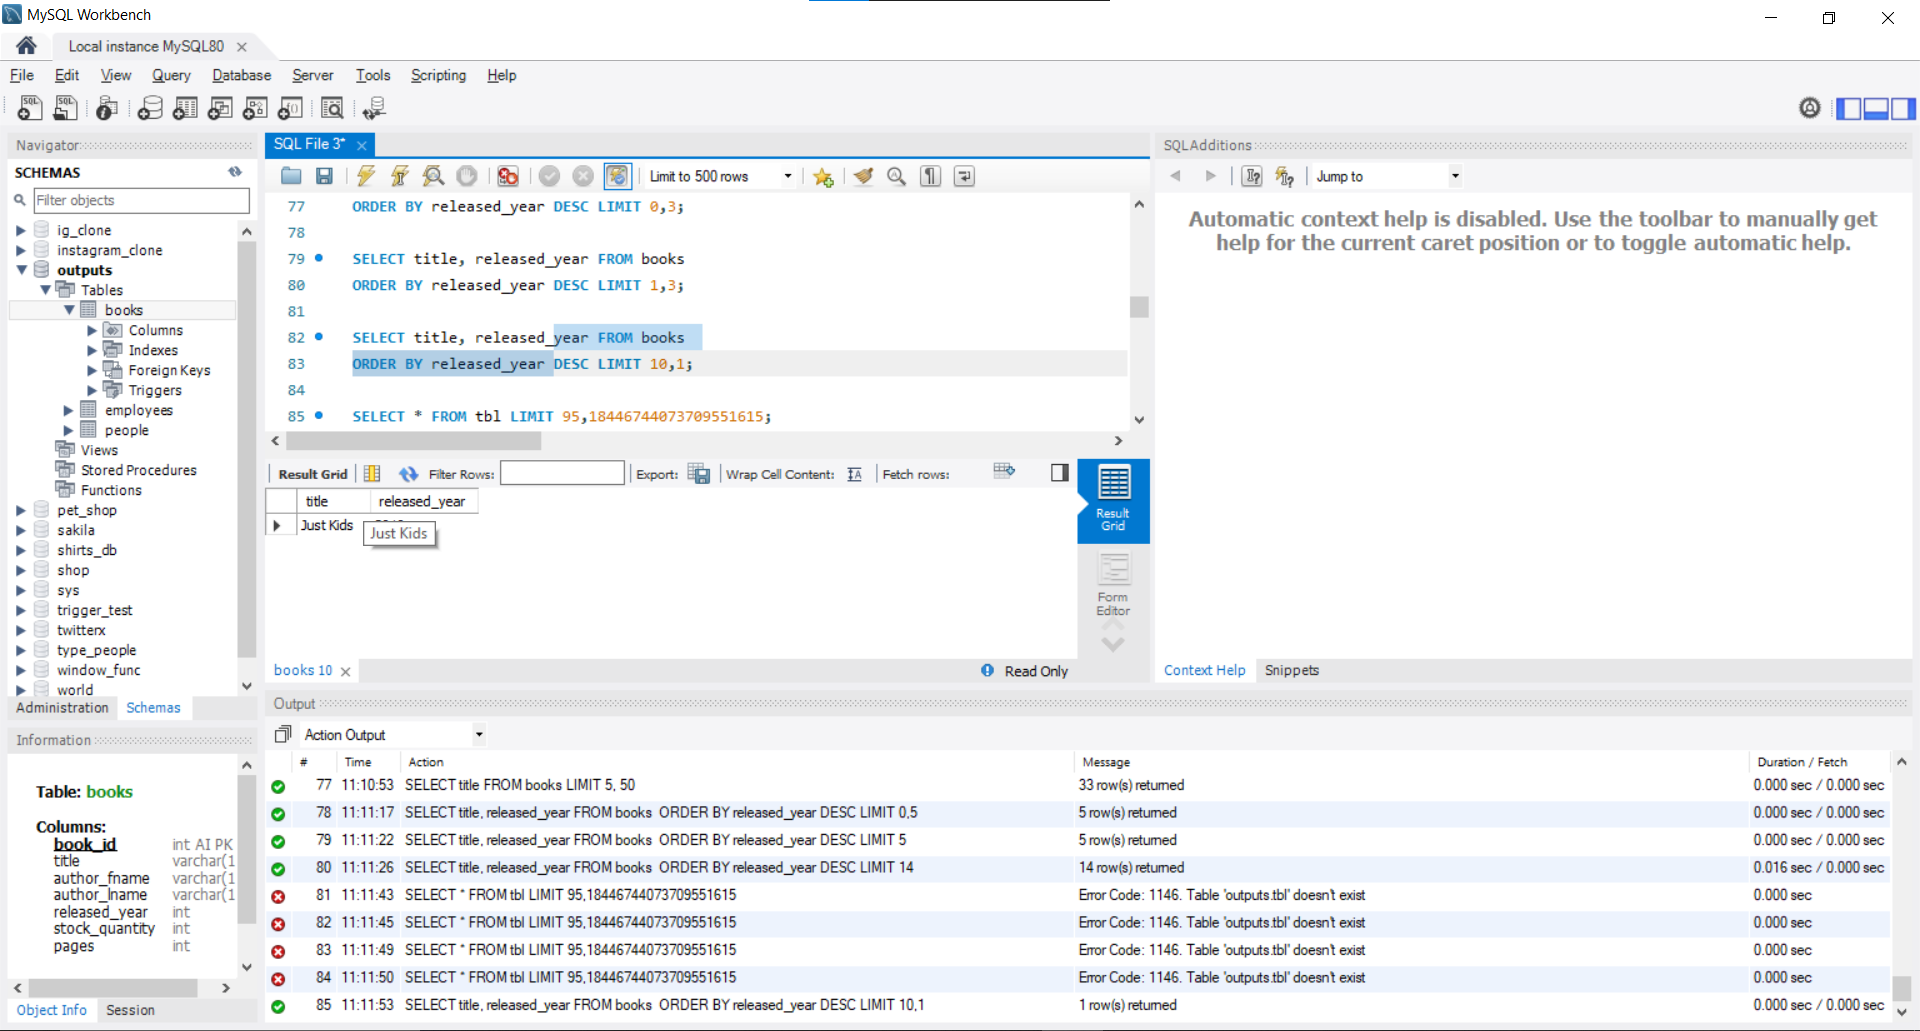 MySQL Workbench
Local instance MySQL80
File Edit View Query Database Server Tools Scripting Help
Navigator
SCHEMAS
Filter objects
ig_clone
instagram_clone
outputs
Tables
books
Columns
Indexes
Foreign Keys
Triggers
employees
people
Views
Stored Procedures
Functions
pet_shop
sakila
shirts_db
shop
sys
trigger_test
twitterx
type_people
window_func
world
Administration Schemas
Information
Table: books
Columns:
book_id int AI PK
title varchar(1
author_fname varchar(1
author_lname varchar(1
released_year int
stock_quantity int
pages int
Object Info Session
SQL File 3*
Limit to 500 rows
77 ORDER BY released_year DESC LIMIT 0,3;
78
79 SELECT title, released_year FROM books
80 ORDER BY released_year DESC LIMIT 1,3;
81
82 SELECT title, released_year FROM books
83 ORDER BY released_year DESC LIMIT 10,1;
84
85 SELECT * FROM tbl LIMIT 95,18446744073709551615;
Result Grid Filter Rows: Export: Wrap Cell Content: Fetch rows:
title released_year
Just Kids
Just Kids
Result Grid
Form Editor
books 10
Read Only
SQLAdditions
Jump to
Automatic context help is disabled. Use the toolbar to manually get
help for the current caret position or to toggle automatic help.
Context Help Snippets
Output
Action Output
# Time Action Message Duration / Fetch
77 11:10:53 SELECT title FROM books LIMIT 5, 50 33 row(s) returned 0.000 sec / 0.000 sec
78 11:11:17 SELECT title, released_year FROM books ORDER BY released_year DESC LIMIT 0,5 5 row(s) returned 0.000 sec / 0.000 sec
79 11:11:22 SELECT title, released_year FROM books ORDER BY released_year DESC LIMIT 5 5 row(s) returned 0.000 sec / 0.000 sec
80 11:11:26 SELECT title, released_year FROM books ORDER BY released_year DESC LIMIT 14 14 row(s) returned 0.016 sec / 0.000 sec
81 11:11:43 SELECT * FROM tbl LIMIT 95,18446744073709551615 Error Code: 1146. Table 'outputs.tbl' doesn't exist 0.000 sec
82 11:11:45 SELECT * FROM tbl LIMIT 95,18446744073709551615 Error Code: 1146. Table 'outputs.tbl' doesn't exist 0.000 sec
83 11:11:49 SELECT * FROM tbl LIMIT 95,18446744073709551615 Error Code: 1146. Table 'outputs.tbl' doesn't exist 0.000 sec
84 11:11:50 SELECT * FROM tbl LIMIT 95,18446744073709551615 Error Code: 1146. Table 'outputs.tbl' doesn't exist 0.000 sec
85 11:11:53 SELECT title, released_year FROM books ORDER BY released_year DESC LIMIT 10,1 1 row(s) returned 0.000 sec / 0.000 sec